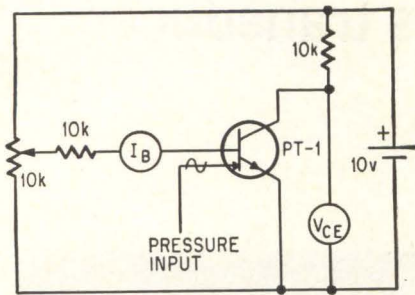 10k
10k
I_B
PT-1
+
10v
10k
V_CE
PRESSURE
INPUT